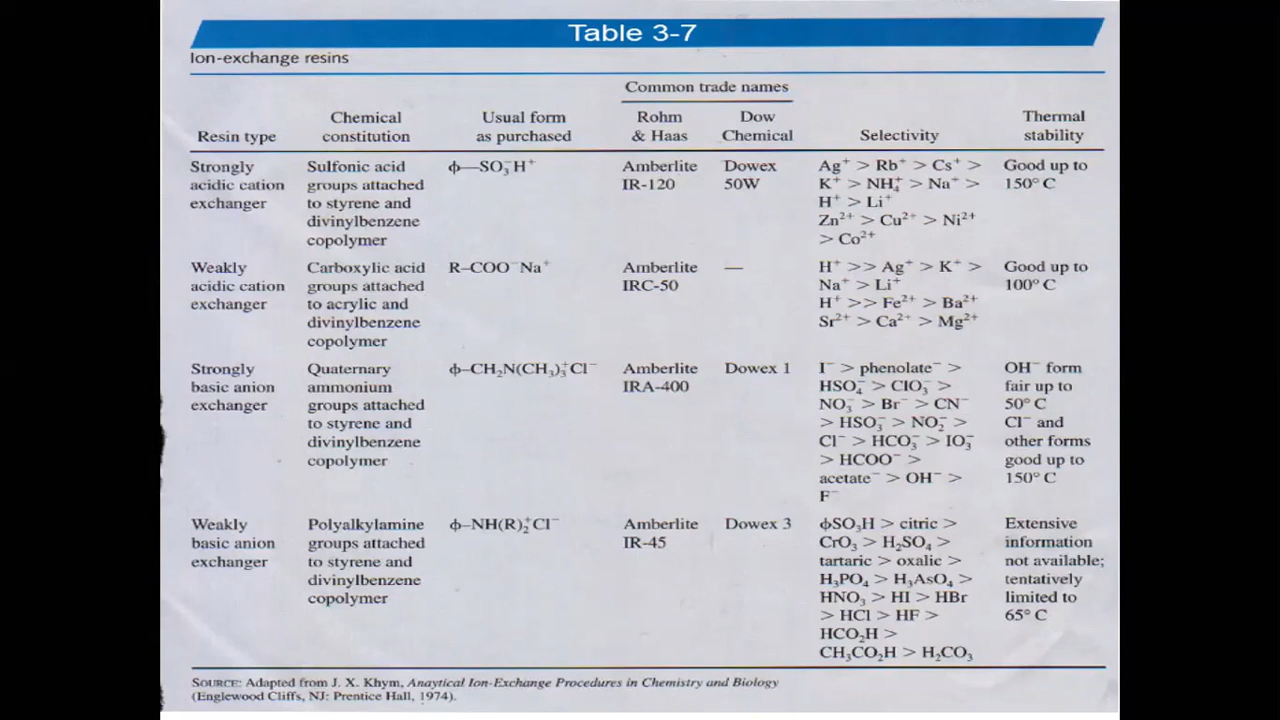 Table 3-7
Ion-exchange resins
Common trade names
Resin type | Chemical constitution | Usual form as purchased | Rohm & Haas | Dow Chemical | Selectivity | Thermal stability
Strongly acidic cation exchanger
Sulfonic acid groups attached to styrene and divinylbenzene copolymer
ϕ—SO₃⁻H⁺
Amberlite IR-120
Dowex 50W
Ag⁺ > Rb⁺ > Cs⁺ >
K⁺ > NH₄⁺ > Na⁺ >
H⁺ > Li⁺
Zn²⁺ > Cu²⁺ > Ni²⁺
> Co²⁺
Good up to 150° C
Weakly acidic cation exchanger
Carboxylic acid groups attached to acrylic and divinylbenzene copolymer
R–COO⁻Na⁺
Amberlite IRC-50
—
H⁺ >> Ag⁺ > K⁺ >
Na⁺ > Li⁺
H⁺ >> Fe²⁺ > Ba²⁺
Sr²⁺ > Ca²⁺ > Mg²⁺
Good up to 100° C
Strongly basic anion exchanger
Quaternary ammonium groups attached to styrene and divinylbenzene copolymer
ϕ–CH₂N(CH₃)₃⁺Cl⁻
Amberlite IRA-400
Dowex 1
I⁻ > phenolate⁻ >
HSO₄⁻ > ClO₃⁻ >
NO₃⁻ > Br⁻ > CN⁻
> HSO₃⁻ > NO₂⁻ >
Cl⁻ > HCO₃⁻ > IO₃⁻
> HCOO⁻ >
acetate⁻ > OH⁻ >
F⁻
OH⁻ form fair up to 50° C
Cl⁻ and other forms good up to 150° C
Weakly basic anion exchanger
Polyalkylamine groups attached to styrene and divinylbenzene copolymer
ϕ–NH(R)₂⁺Cl⁻
Amberlite IR-45
Dowex 3
ϕSO₃H > citric >
CrO₃ > H₂SO₄ >
tartaric > oxalic >
H₃PO₄ > H₃AsO₄ >
HNO₃ > HI > HBr
> HCl > HF >
HCO₂H >
CH₃CO₂H > H₂CO₃
Extensive information not available; tentatively limited to 65° C
SOURCE: Adapted from J. X. Khym, Anaytical Ion-Exchange Procedures in Chemistry and Biology
(Englewood Cliffs, NJ: Prentice Hall, 1974).